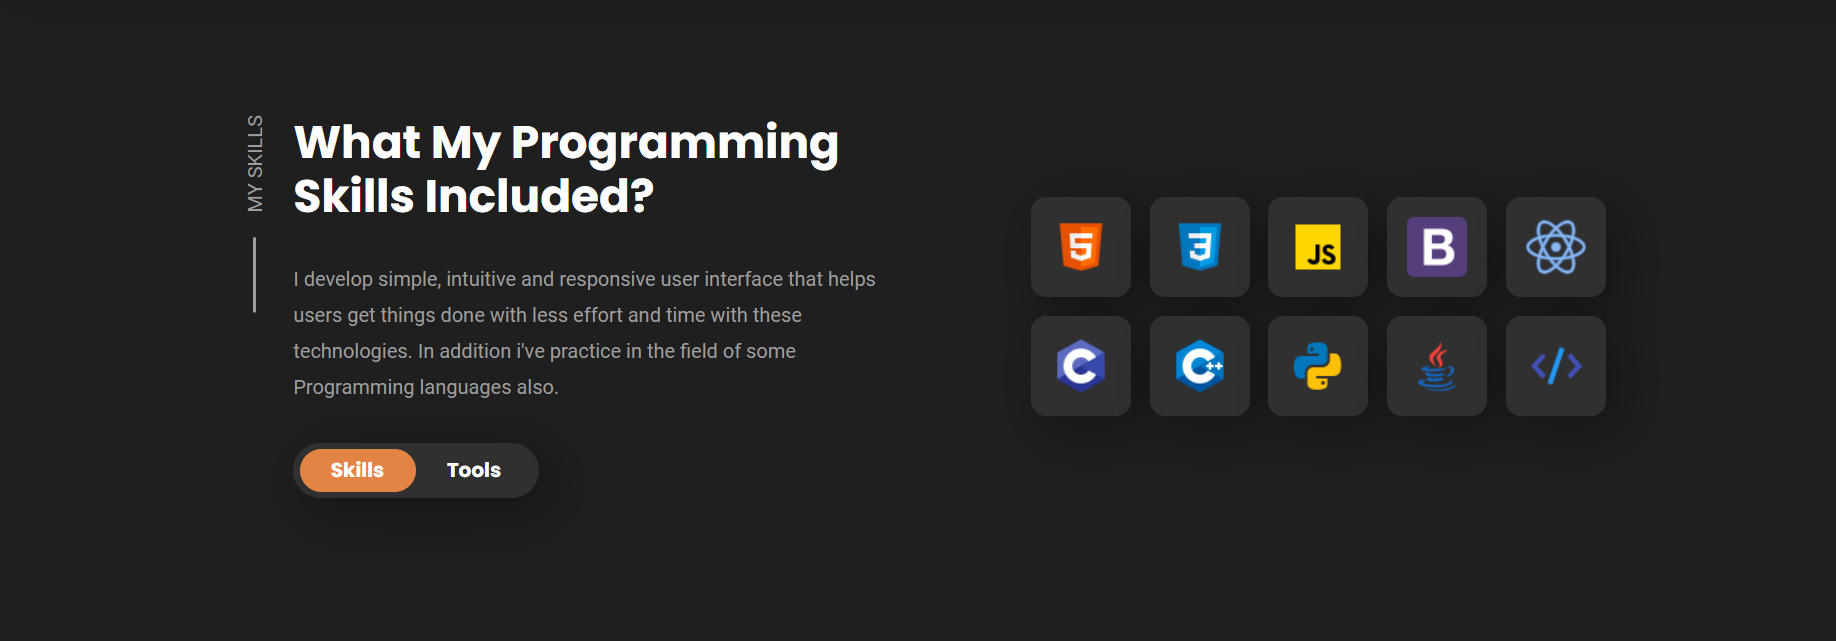 MY SKILLS
What My Programming
Skills Included?
I develop simple, intuitive and responsive user interface that helps
users get things done with less effort and time with these
technologies. In addition i've practice in the field of some
Programming languages also.
Skills Tools
5 3 JS B
C C++ </>